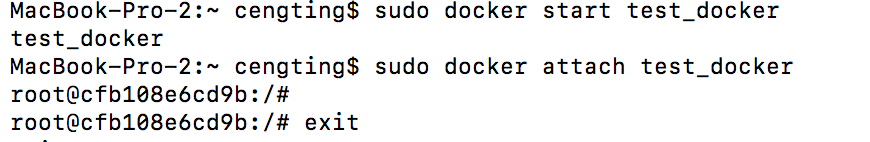 MacBook-Pro-2:~ cengting$ sudo docker start test_docker
test_docker
MacBook-Pro-2:~ cengting$ sudo docker attach test_docker
root@cfb108e6cd9b:/#
root@cfb108e6cd9b:/# exit